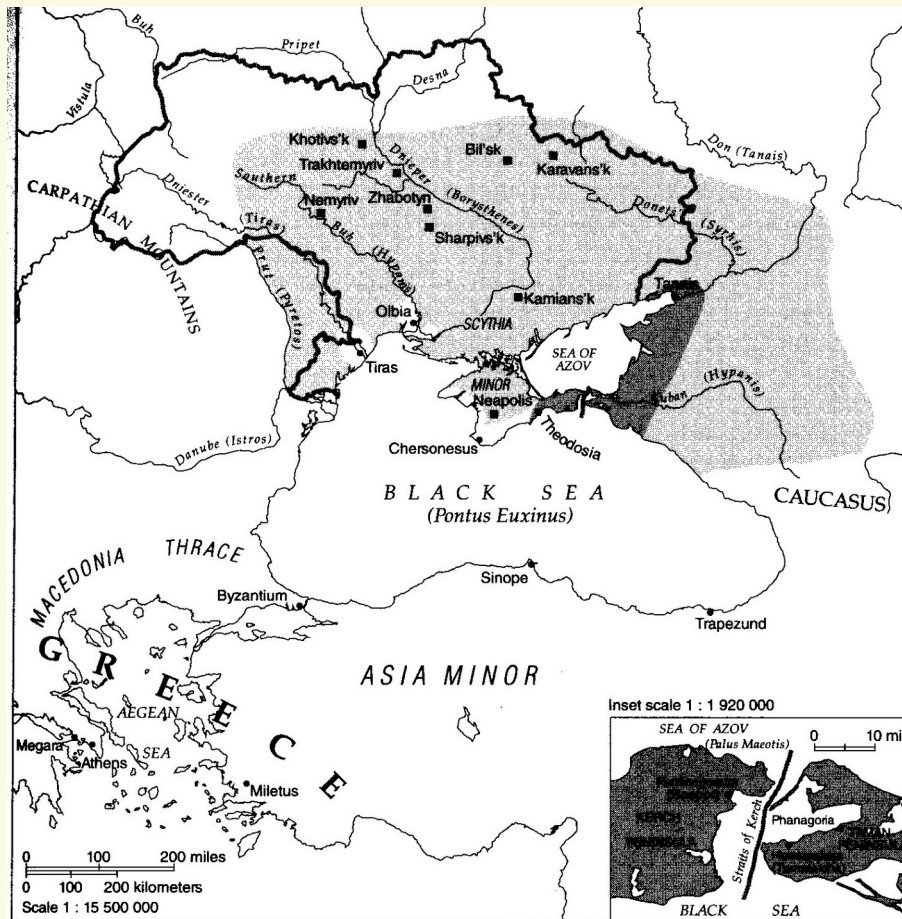 Buh
Pripet
Desna
Vistula
Don (Tanais)
Khotivs'k
Bil'sk
Karavans'k
Trakhtemyriv
Dnieper
(Borysthenes)
Southern
Nemyriv
Zhabotyn
Donets
(Syrhis)
CARPATHIAN
MOUNTAINS
Dniester
(Tiras)
Buh
(Hypanis)
Sharpivs'k
Prut
(Pyretos)
Kamians'k
Tanais
Olbia
SCYTHIA
SEA OF
AZOV
Tiras
MINOR
Neapolis
Kuban
(Hypanis)
Theodosia
Danube (Istros)
Chersonesus
BLACK SEA
(Pontus Euxinus)
CAUCASUS
MACEDONIA
THRACE
Byzantium
Sinope
Trapezund
GREECE
ASIA MINOR
AEGEAN
SEA
Megara
Athens
Miletus
0 100 200 miles
0 100 200 kilometers
Scale 1 : 15 500 000
Inset scale 1 : 1 920 000
SEA OF AZOV
(Palus Maeotis)
0 10 mi
KERCH
PENINSULA
Straits of Kerch
Phanagoria
TAMAN
PENINSULA
BLACK SEA